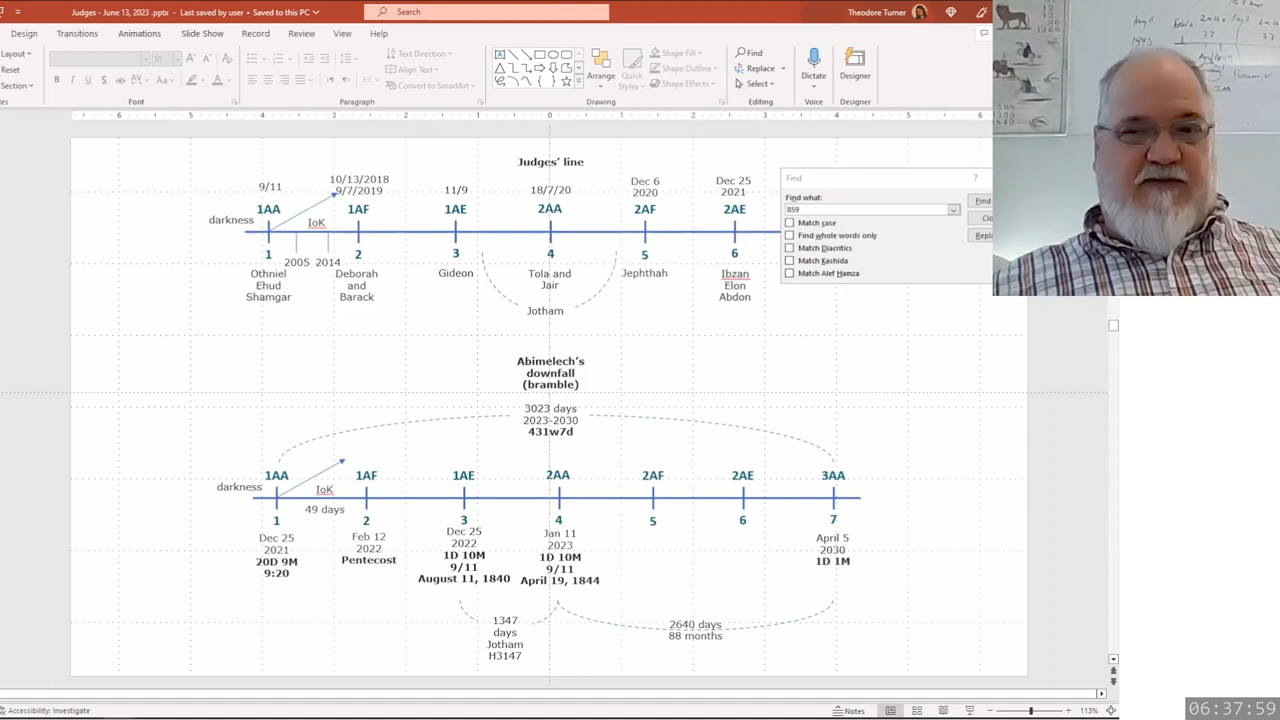 Judges - June 13, 2023 .pptx • Last saved by user • Saved to this PC
Search
Theodore Turner
Design Transitions Animations Slide Show Record Review View Help
Layout
Reset
Section
Text Direction
Align Text
Convert to SmartArt
Arrange
Quick
Styles
Shape Fill
Shape Outline
Shape Effects
Find
Replace
Select
Dictate
Designer
Font
Paragraph
Drawing
Editing
Voice
Designer
Judges' line
9/11
10/13/2018
9/7/2019
11/9
18/7/20
Dec 6
2020
Dec 25
2021
darkness
1AA 1AF 1AE 2AA 2AF 2AE
IoK
1 2 3 4 5 6
2005 2014
Othniel
Ehud
Shamgar
Deborah
and
Barack
Gideon
Tola and
Jair
Jephthah
Ibzan
Elon
Abdon
Jotham
Find
?
Find what:
859
Match case
Find whole words only
Match Diacritics
Match Kashida
Match Alef Hamza
Find
Clo
Repla
Abimelech's
downfall
(bramble)
3023 days
2023-2030
431w7d
darkness
1AA 1AF 1AE 2AA 2AF 2AE 3AA
IoK
49 days
1 2 3 4 5 6 7
Dec 25
2021
20D 9M
9:20
Feb 12
2022
Pentecost
Dec 25
2022
1D 10M
9/11
August 11, 1840
Jan 11
2023
1D 10M
9/11
April 19, 1844
April 5
2030
1D 1M
1347
days
Jotham
H3147
2640 days
88 months
Accessibility: Investigate
Notes
113%
06:37:59